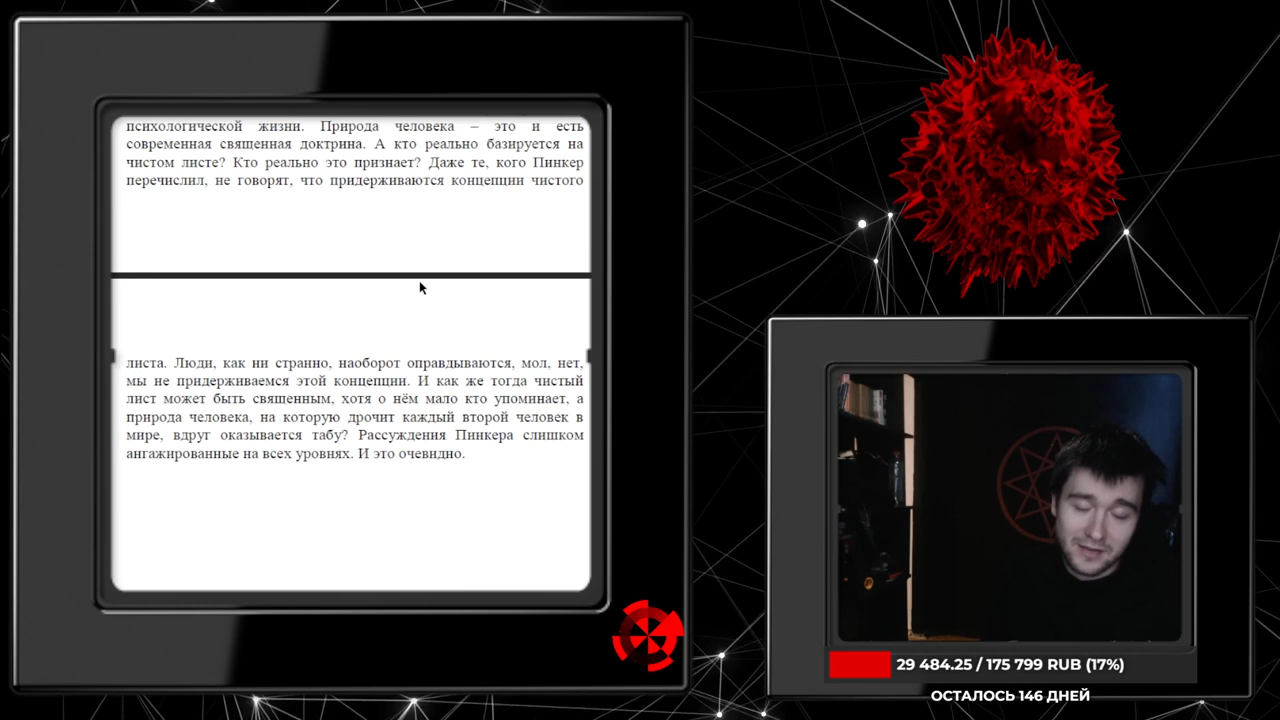 психологической жизни. Природа человека – это и есть
современная священная доктрина. А кто реально базируется на
чистом листе? Кто реально это признает? Даже те, кого Пинкер
перечислил, не говорят, что придерживаются концепции чистого
листа. Люди, как ни странно, наоборот оправдываются, мол, нет,
мы не придерживаемся этой концепции. И как же тогда чистый
лист может быть священным, хотя о нём мало кто упоминает, а
природа человека, на которую дрочит каждый второй человек в
мире, вдруг оказывается табу? Рассуждения Пинкера слишком
ангажированные на всех уровнях. И это очевидно.
29 484.25 / 175 799 RUB (17%)
ОСТАЛОСЬ 146 ДНЕЙ